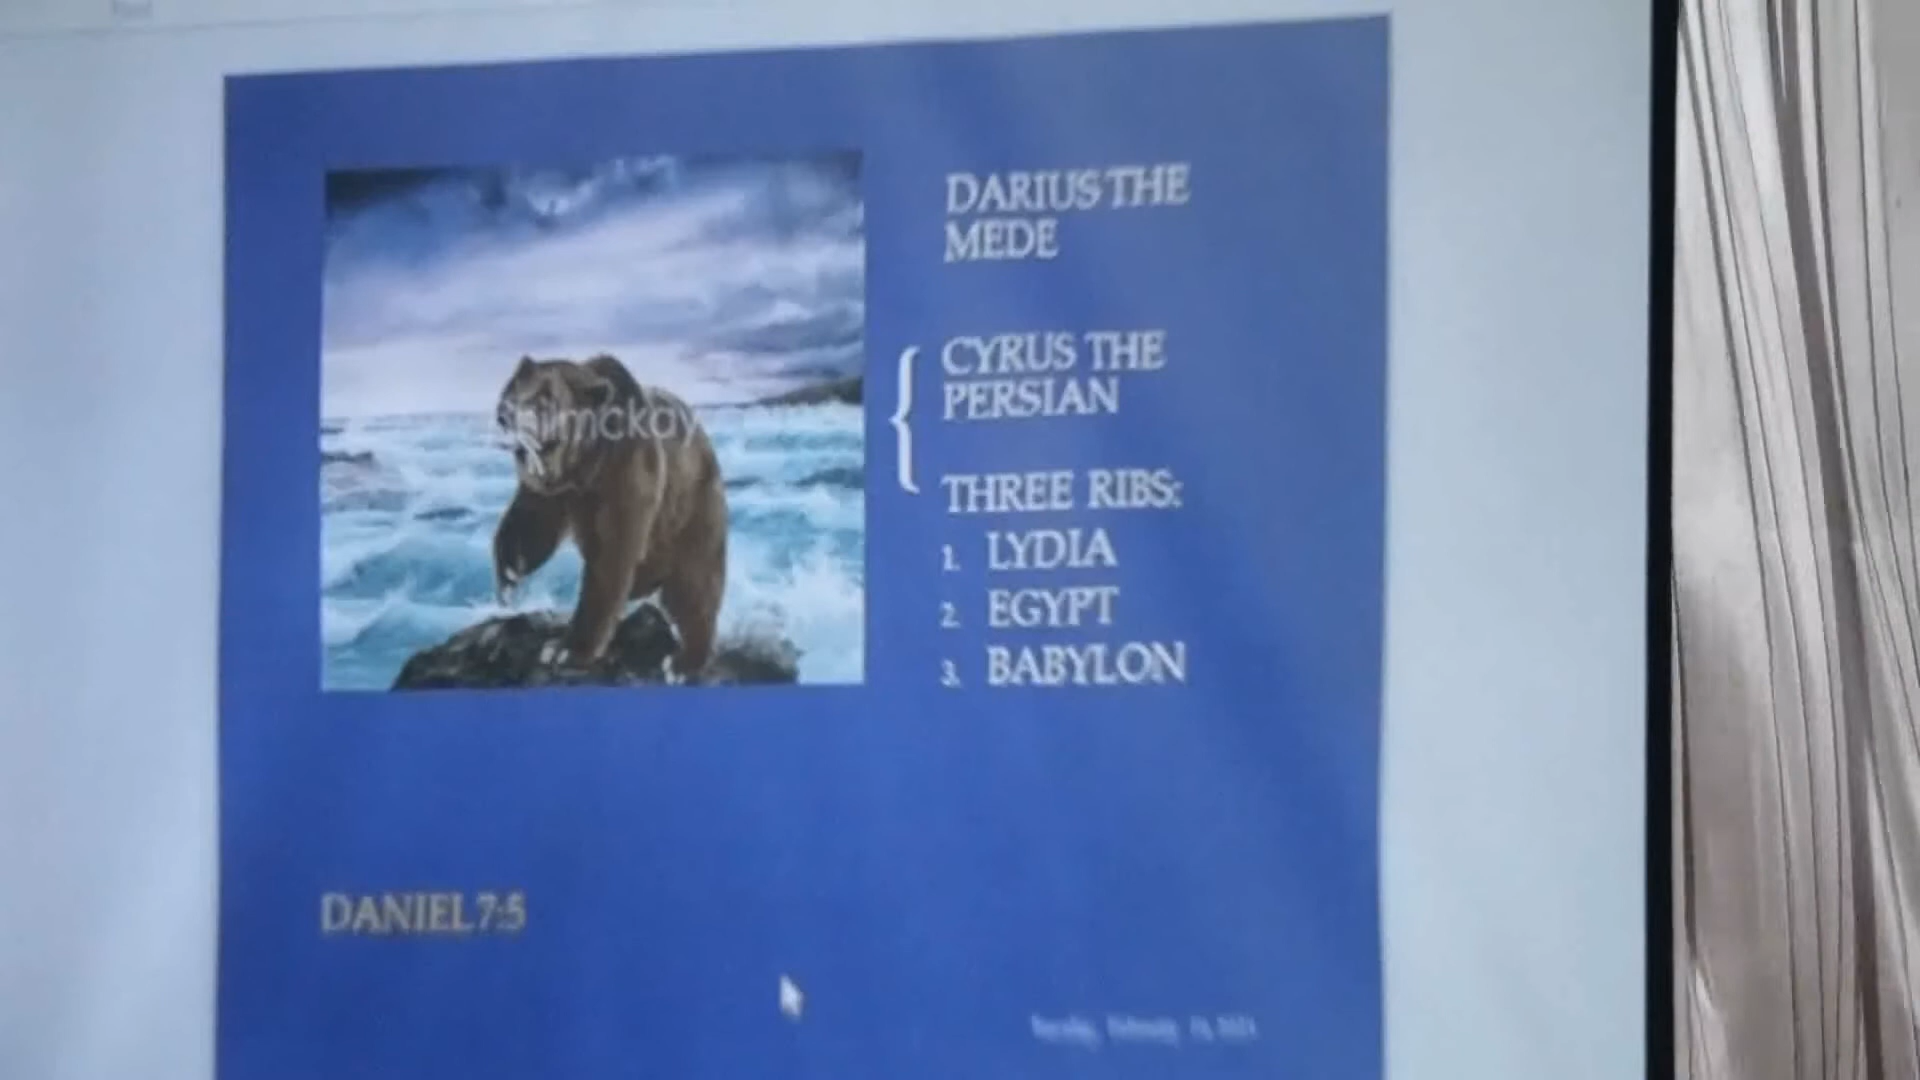 DARIUS THE
MEDE
CYRUS THE
PERSIAN
THREE RIBS:
1. LYDIA
2. EGYPT
3. BABYLON
DANIEL 7:5